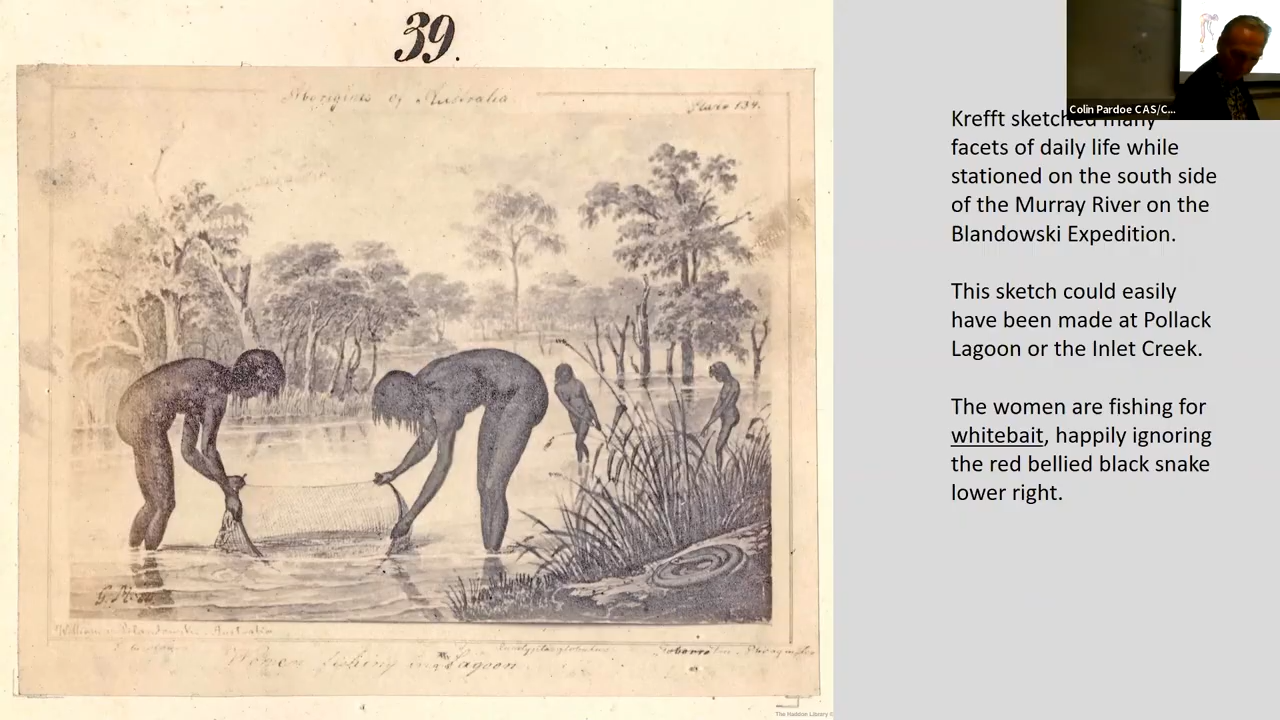 39.
Aborigines of Australia.
Plate 134.
Women fishing in a Lagoon
The Haddon Library
Colin Pardoe CAS/C...
Krefft sketched many
facets of daily life while
stationed on the south side
of the Murray River on the
Blandowski Expedition.
This sketch could easily
have been made at Pollack
Lagoon or the Inlet Creek.
The women are fishing for
whitebait, happily ignoring
the red bellied black snake
lower right.